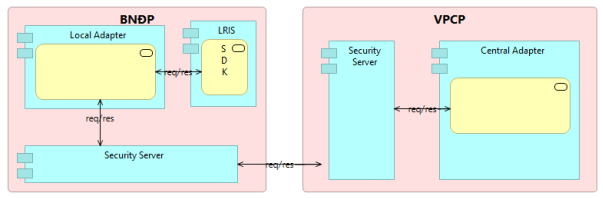 BNĐP
Local Adapter
LRIS
S
D
K
req/res
req/res
Security Server
req/res
VPCP
Security
Server
Central Adapter
req/res